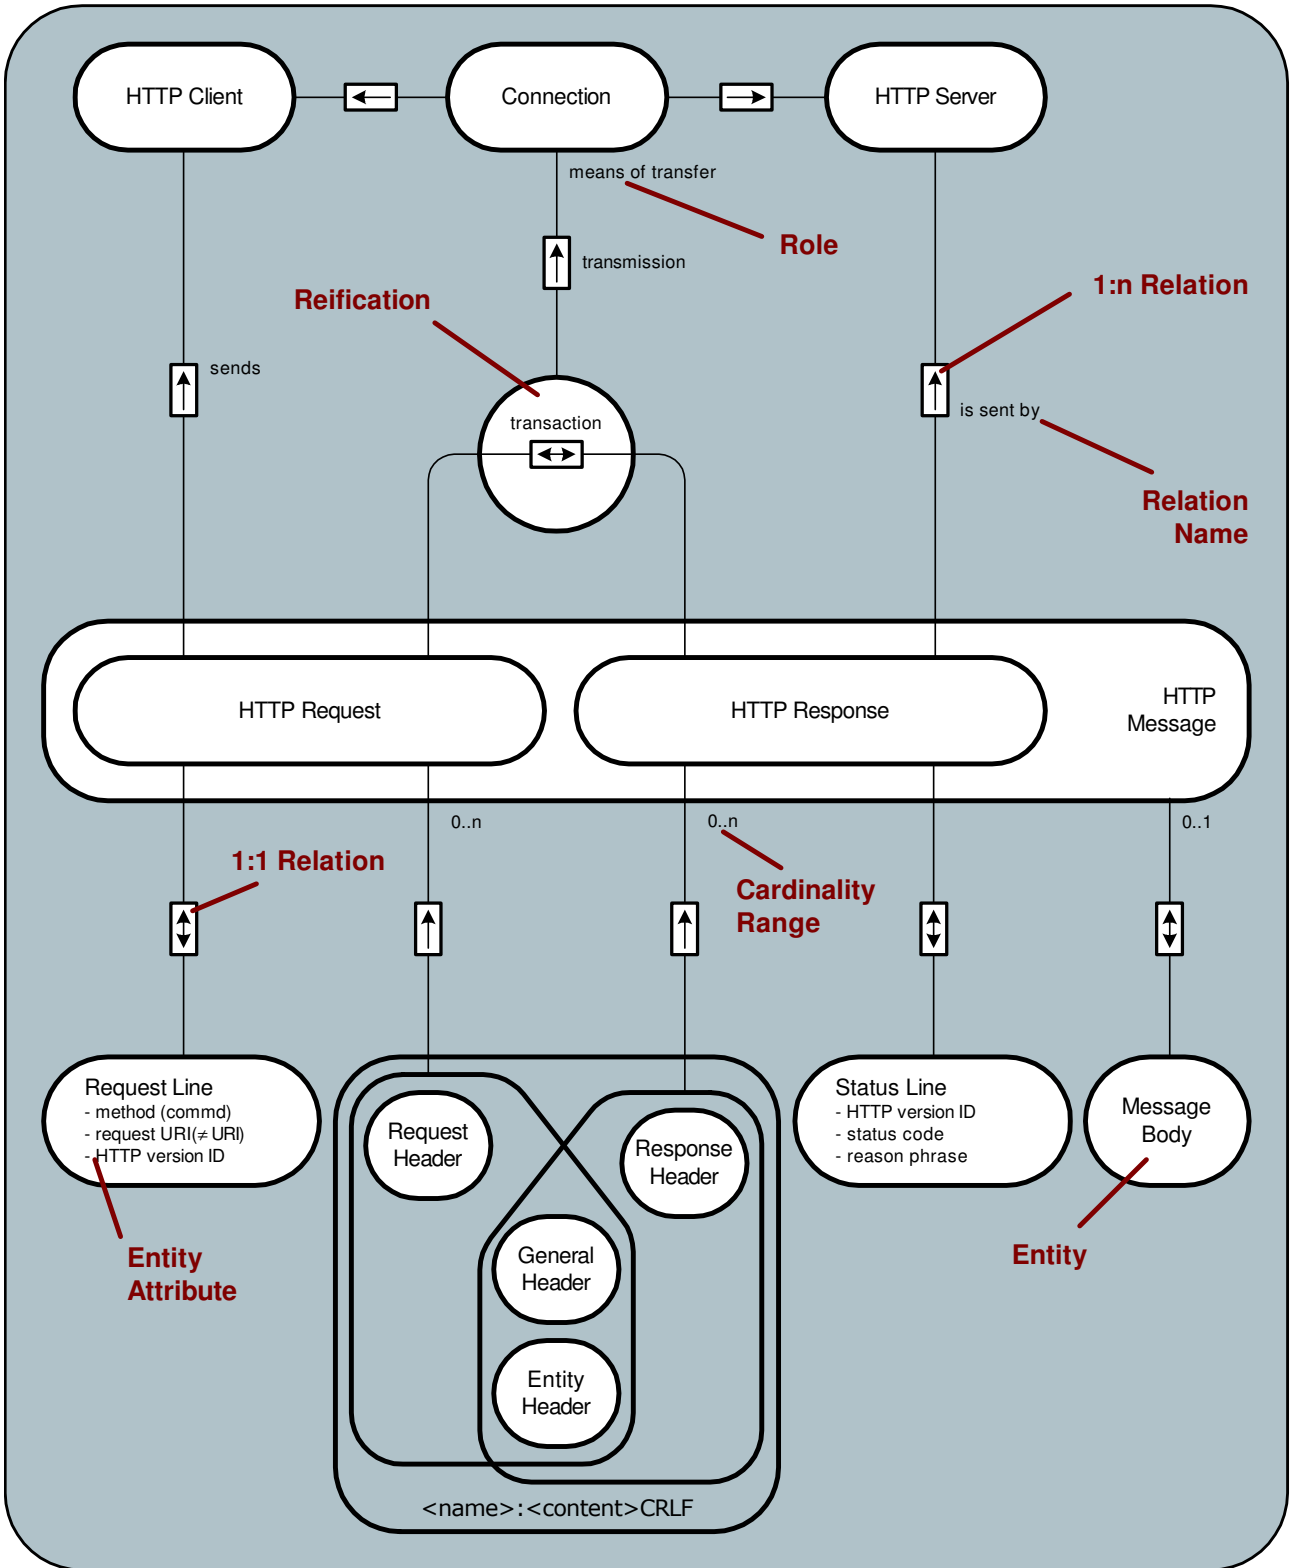 HTTP Client
Connection
HTTP Server
means of transfer
Role
transmission
Reification
1:n Relation
sends
is sent by
transaction
Relation
Name
HTTP Request
HTTP Response
HTTP
Message
0..n
0..n
0..1
1:1 Relation
Cardinality
Range
Request Line
- method (commd)
- request URI(≠ URI)
- HTTP version ID
Request
Header
Response
Header
Status Line
- HTTP version ID
- status code
- reason phrase
Message
Body
Entity
Attribute
General
Header
Entity
Entity
Header
<name>:<content>CRLF